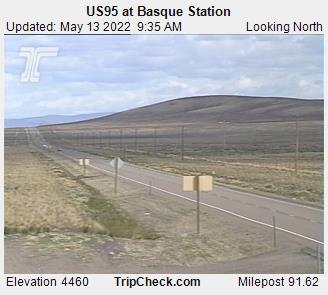 US95 at Basque Station
Updated: May 13 2022 9:35 AM Looking North
Elevation 4460 TripCheck.com Milepost 91.62